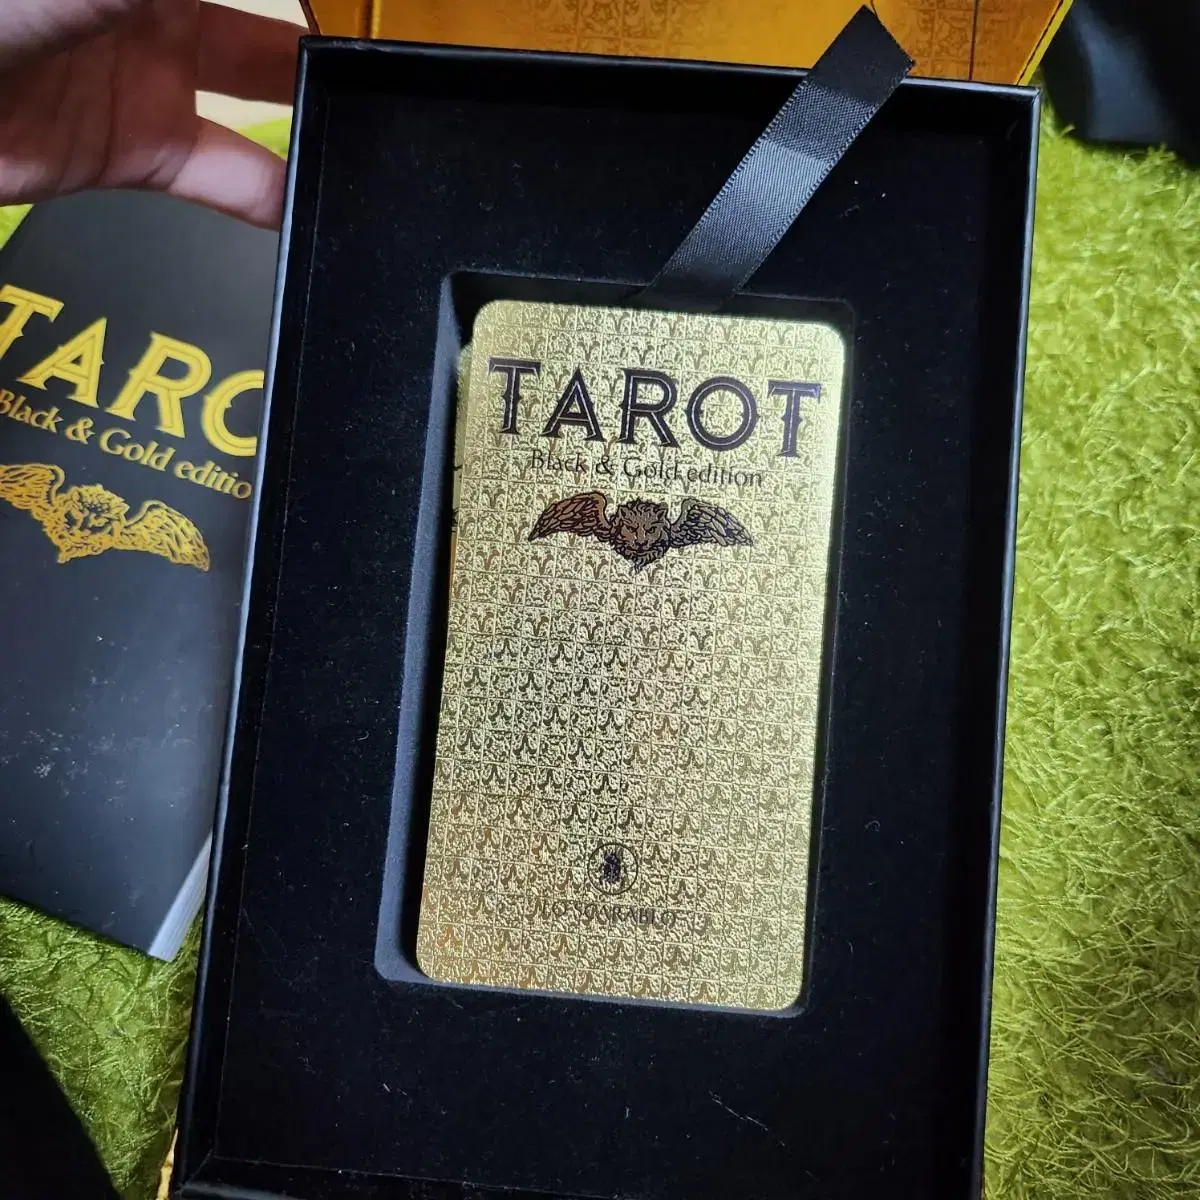 TARO
Black & Gold editio
TAROT
Black & Gold edition
LO SCARABEO